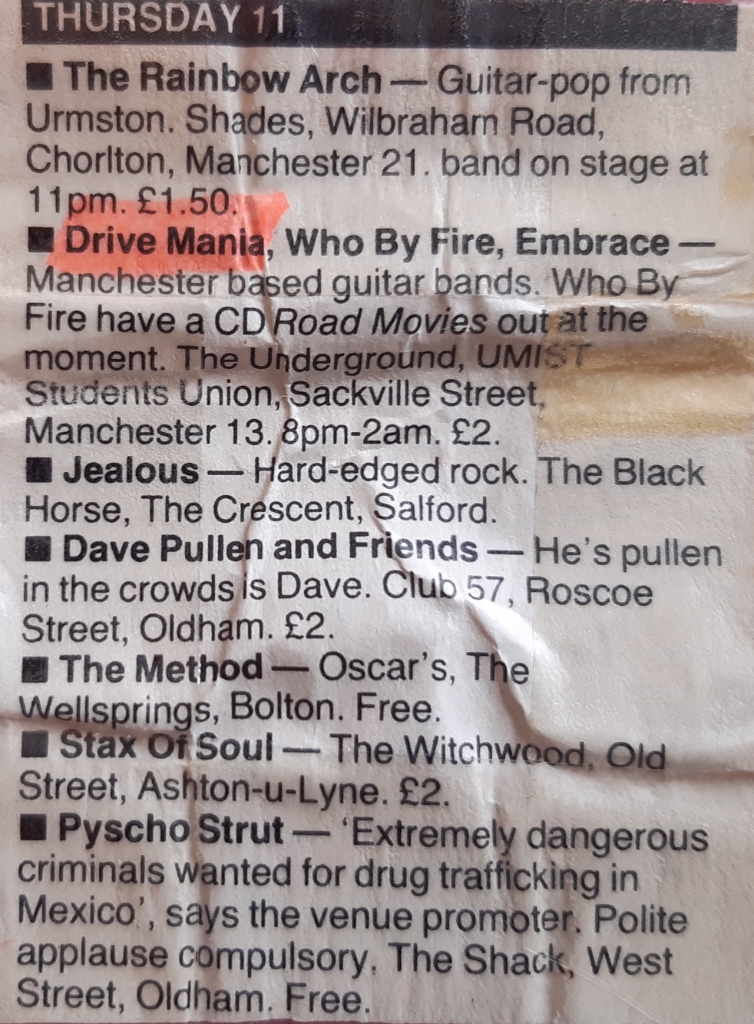 THURSDAY 11
■ The Rainbow Arch — Guitar-pop from
Urmston. Shades, Wilbraham Road,
Chorlton, Manchester 21. band on stage at
11pm. £1.50.
■ Drive Mania, Who By Fire, Embrace —
Manchester based guitar bands. Who By
Fire have a CD Road Movies out at the
moment. The Underground, UMIST
Students Union, Sackville Street,
Manchester 13. 8pm-2am. £2.
■ Jealous — Hard-edged rock. The Black
Horse, The Crescent, Salford.
■ Dave Pullen and Friends — He's pullen
in the crowds is Dave. Club 57, Roscoe
Street, Oldham. £2.
■ The Method — Oscar's, The
Wellsprings, Bolton. Free.
■ Stax Of Soul — The Witchwood, Old
Street, Ashton-u-Lyne. £2.
■ Pyscho Strut — 'Extremely dangerous
criminals wanted for drug trafficking in
Mexico', says the venue promoter. Polite
applause compulsory. The Shack, West
Street, Oldham. Free.